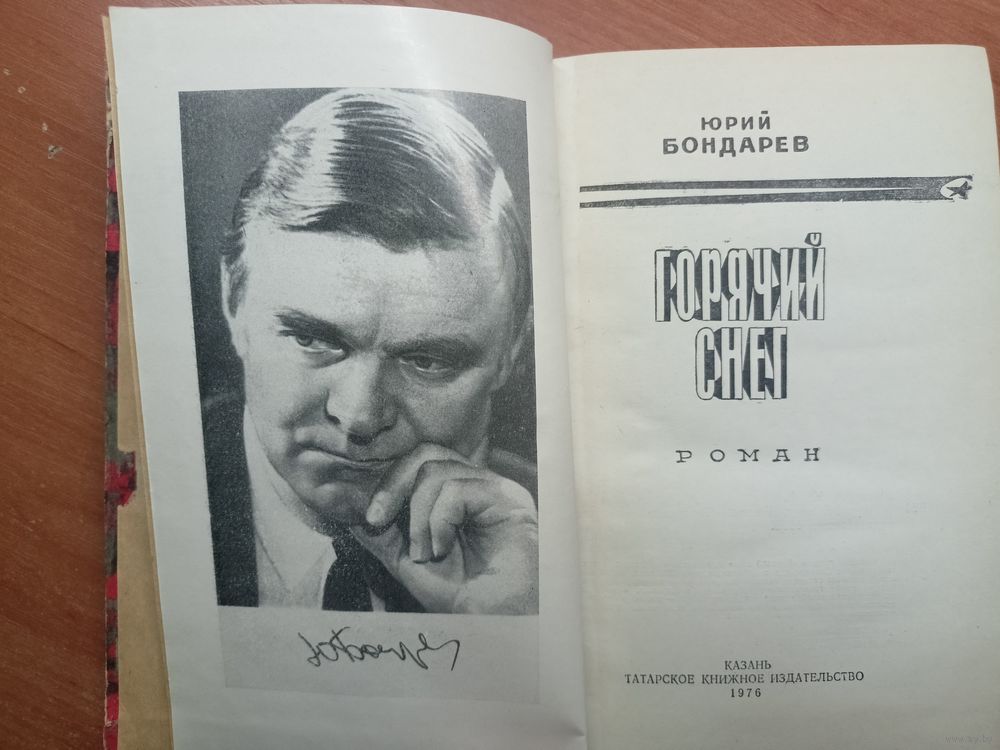 ЮРИЙ
БОНДАРЕВ
ГОРЯЧИЙ
СНЕГ
РОМАН
КАЗАНЬ
ТАТАРСКОЕ КНИЖНОЕ ИЗДАТЕЛЬСТВО
1976